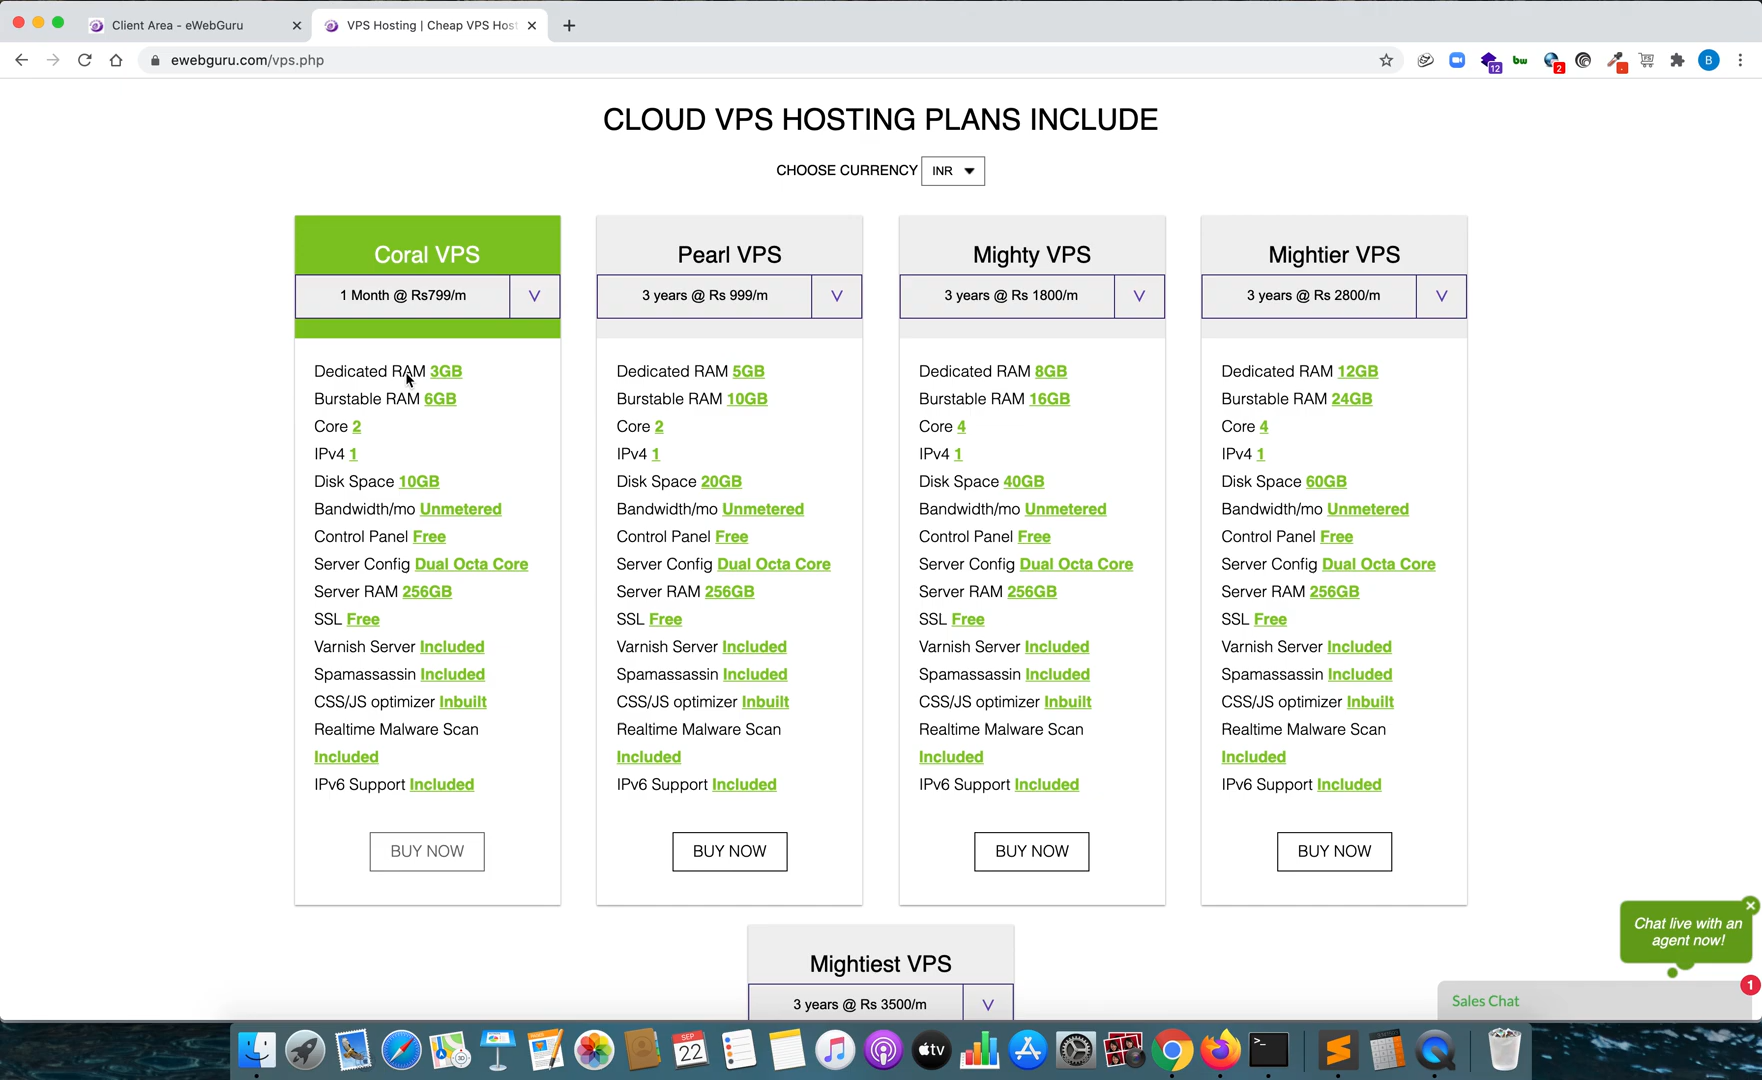 Client Area - eWebGuru
VPS Hosting | Cheap VPS Host
ewebguru.com/vps.php
12
bw
2
B
CLOUD VPS HOSTING PLANS INCLUDE
CHOOSE CURRENCY INR
Coral VPS
1 Month @ Rs799/m V
Dedicated RAM 3GB
Burstable RAM 6GB
Core 2
IPv4 1
Disk Space 10GB
Bandwidth/mo Unmetered
Control Panel Free
Server Config Dual Octa Core
Server RAM 256GB
SSL Free
Varnish Server Included
Spamassassin Included
CSS/JS optimizer Inbuilt
Realtime Malware Scan
Included
IPv6 Support Included
BUY NOW
Pearl VPS
3 years @ Rs 999/m V
Dedicated RAM 5GB
Burstable RAM 10GB
Core 2
IPv4 1
Disk Space 20GB
Bandwidth/mo Unmetered
Control Panel Free
Server Config Dual Octa Core
Server RAM 256GB
SSL Free
Varnish Server Included
Spamassassin Included
CSS/JS optimizer Inbuilt
Realtime Malware Scan
Included
IPv6 Support Included
BUY NOW
Mighty VPS
3 years @ Rs 1800/m V
Dedicated RAM 8GB
Burstable RAM 16GB
Core 4
IPv4 1
Disk Space 40GB
Bandwidth/mo Unmetered
Control Panel Free
Server Config Dual Octa Core
Server RAM 256GB
SSL Free
Varnish Server Included
Spamassassin Included
CSS/JS optimizer Inbuilt
Realtime Malware Scan
Included
IPv6 Support Included
BUY NOW
Mightier VPS
3 years @ Rs 2800/m V
Dedicated RAM 12GB
Burstable RAM 24GB
Core 4
IPv4 1
Disk Space 60GB
Bandwidth/mo Unmetered
Control Panel Free
Server Config Dual Octa Core
Server RAM 256GB
SSL Free
Varnish Server Included
Spamassassin Included
CSS/JS optimizer Inbuilt
Realtime Malware Scan
Included
IPv6 Support Included
BUY NOW
Mightiest VPS
3 years @ Rs 3500/m V
Chat live with an
agent now!
Sales Chat
1
SEP
22
tv